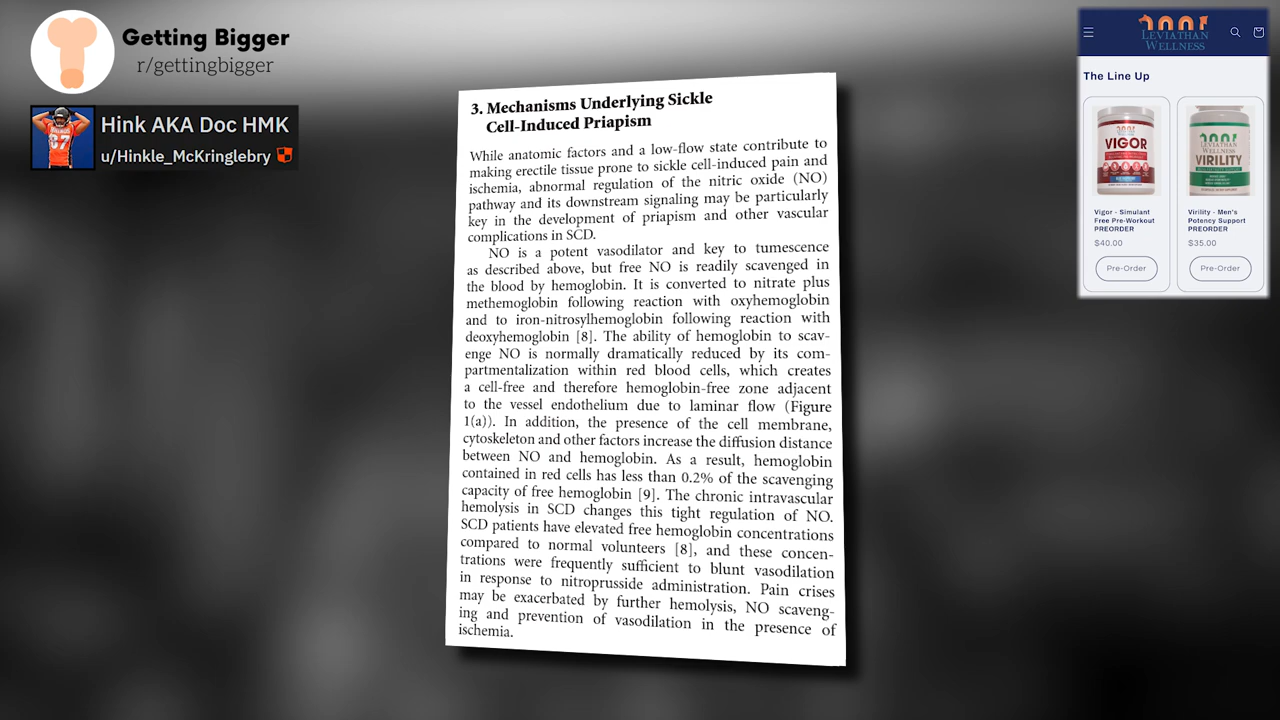 Getting Bigger
r/gettingbigger
Hink AKA Doc HMK
u/Hinkle_McKringlebry
3. Mechanisms Underlying Sickle
Cell-Induced Priapism
While anatomic factors and a low-flow state contribute to
making erectile tissue prone to sickle cell-induced pain and
ischemia, abnormal regulation of the nitric oxide (NO)
pathway and its downstream signaling may be particularly
key in the development of priapism and other vascular
complications in SCD.
NO is a potent vasodilator and key to tumescence
as described above, but free NO is readily scavenged in
the blood by hemoglobin. It is converted to nitrate plus
methemoglobin following reaction with oxyhemoglobin
and to iron-nitrosylhemoglobin following reaction with
deoxyhemoglobin [8]. The ability of hemoglobin to scav-
enge NO is normally dramatically reduced by its com-
partmentalization within red blood cells, which creates
a cell-free and therefore hemoglobin-free zone adjacent
to the vessel endothelium due to laminar flow (Figure
1(a)). In addition, the presence of the cell membrane,
cytoskeleton and other factors increase the diffusion distance
between NO and hemoglobin. As a result, hemoglobin
contained in red cells has less than 0.2% of the scavenging
capacity of free hemoglobin [9]. The chronic intravascular
hemolysis in SCD changes this tight regulation of NO.
SCD patients have elevated free hemoglobin concentrations
compared to normal volunteers [8], and these concen-
trations were frequently sufficient to blunt vasodilation
in response to nitroprusside administration. Pain crises
may be exacerbated by further hemolysis, NO scaveng-
ing and prevention of vasodilation in the presence of
ischemia.
LEVIATHAN
WELLNESS
The Line Up
VIGOR
Vigor - Simulant
Free Pre-Workout
PREORDER
$40.00
Pre-Order
LEVIATHAN
WELLNESS
VIRILITY
Virility - Men's
Potency Support
PREORDER
$35.00
Pre-Order